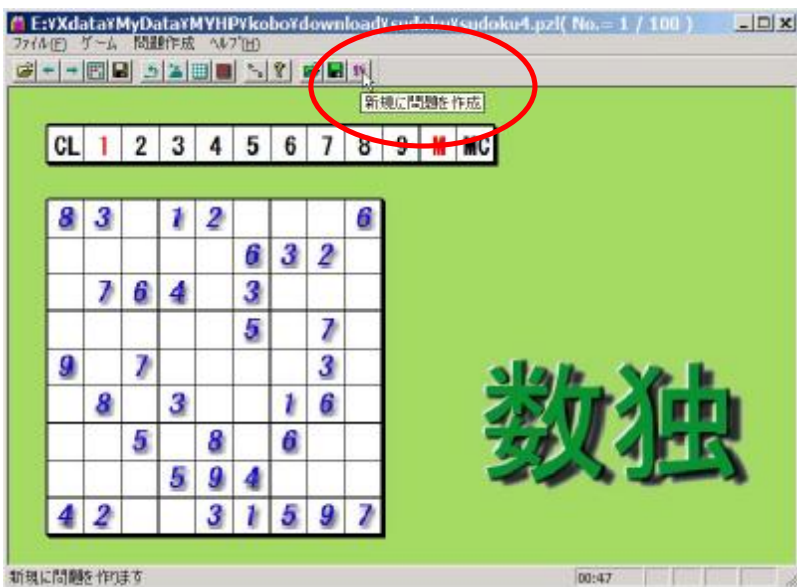 E:¥Xdata¥MyData¥MYHP¥kobo¥download¥sudoku¥sudoku4.pzl( No.= 1 / 100 )
ファイル(F) ゲーム 問題作成 ヘルプ(H)
新規に問題を作成
CL 1 2 3 4 5 6 7 8 9 M MC
8 3 1 2 6
6 3 2
7 6 4 3
5 7
9 7 3
8 3 1 6
5 8 6
5 9 4
4 2 3 1 5 9 7
数独
新規に問題を作ります
00:47